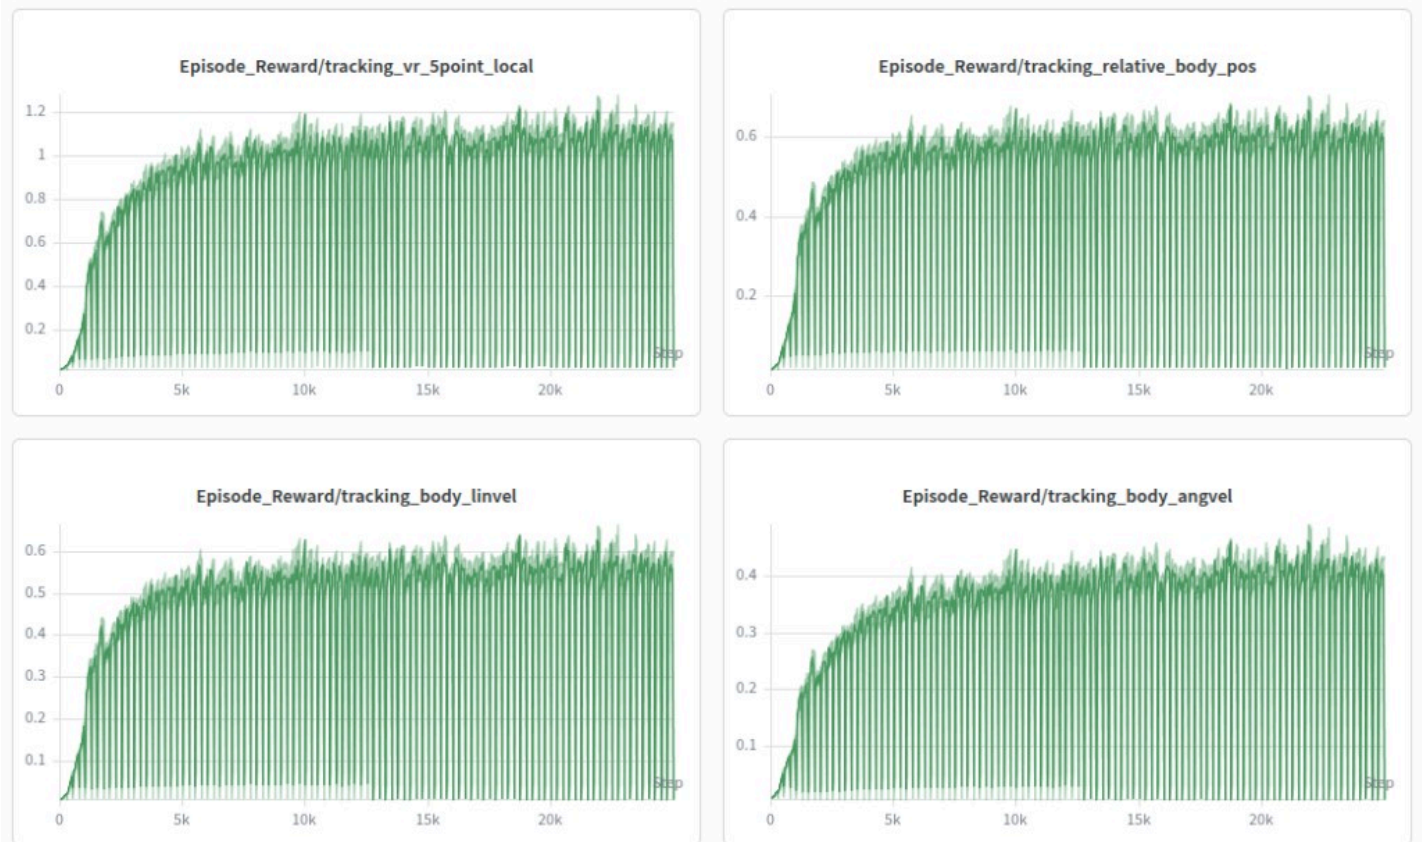 Episode_Reward/tracking_vr_5point_local
1.2
1
0.8
0.6
0.4
0.2
Step
0 5k 10k 15k 20k
Episode_Reward/tracking_relative_body_pos
0.6
0.4
0.2
Step
0 5k 10k 15k 20k
Episode_Reward/tracking_body_linvel
0.6
0.5
0.4
0.3
0.2
0.1
Step
0 5k 10k 15k 20k
Episode_Reward/tracking_body_angvel
0.4
0.3
0.2
0.1
Step
0 5k 10k 15k 20k